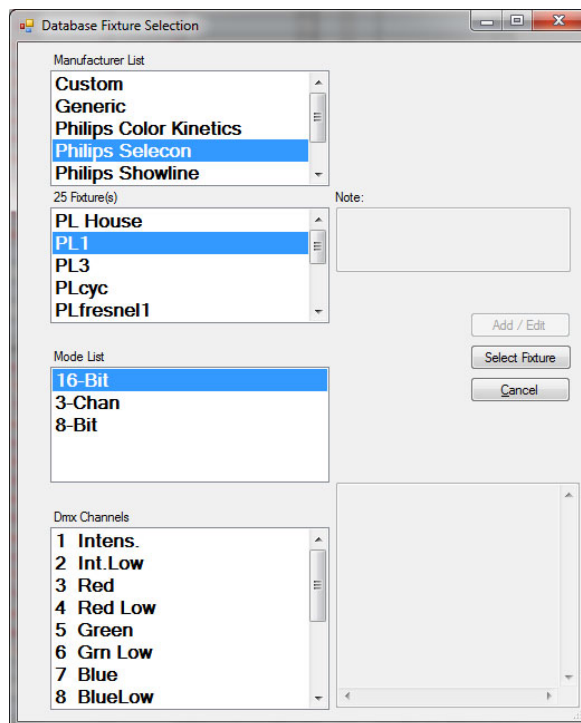 Database Fixture Selection
Manufacturer List
Custom
Generic
Philips Color Kinetics
Philips Selecon
Philips Showline
25 Fixture(s)
Note:
PL House
PL1
PL3
PLcyc
PLfresnel1
Add / Edit
Select Fixture
Cancel
Mode List
16-Bit
3-Chan
8-Bit
Dmx Channels
1 Intens.
2 Int.Low
3 Red
4 Red Low
5 Green
6 Grn Low
7 Blue
8 BlueLow